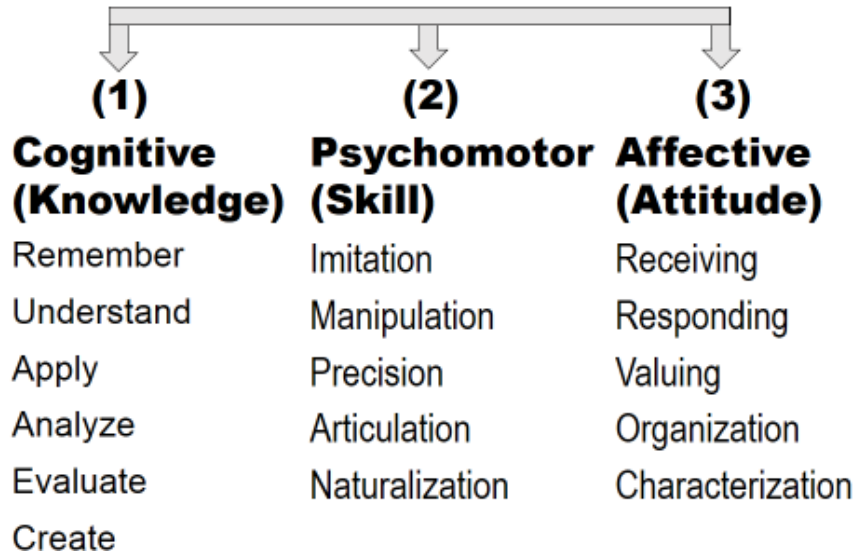 (1)
Cognitive
(Knowledge)
Remember
Understand
Apply
Analyze
Evaluate
Create
(2)
Psychomotor
(Skill)
Imitation
Manipulation
Precision
Articulation
Naturalization
(3)
Affective
(Attitude)
Receiving
Responding
Valuing
Organization
Characterization